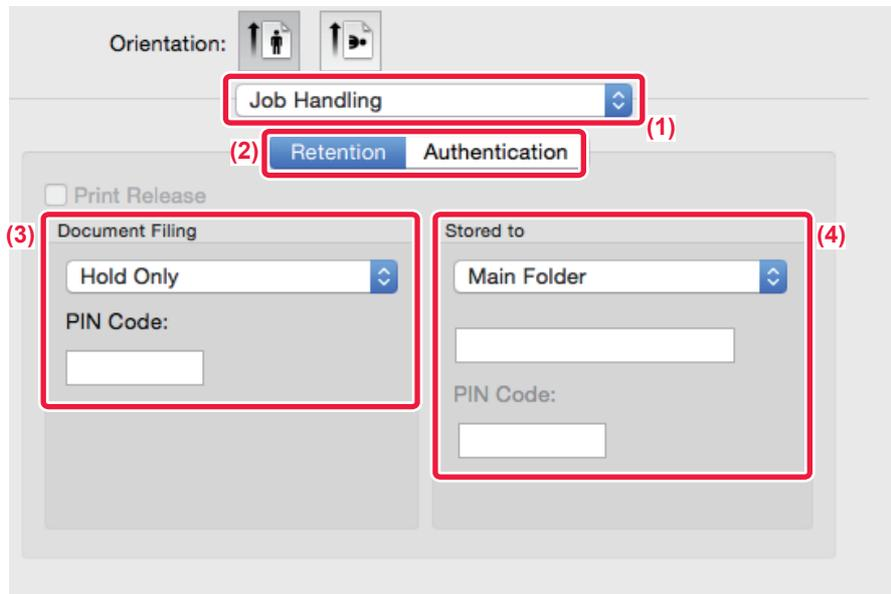 Orientation:
Job Handling
(1)
(2) Retention Authentication
Print Release
(3) Document Filing
Hold Only
PIN Code:
Stored to (4)
Main Folder
PIN Code: